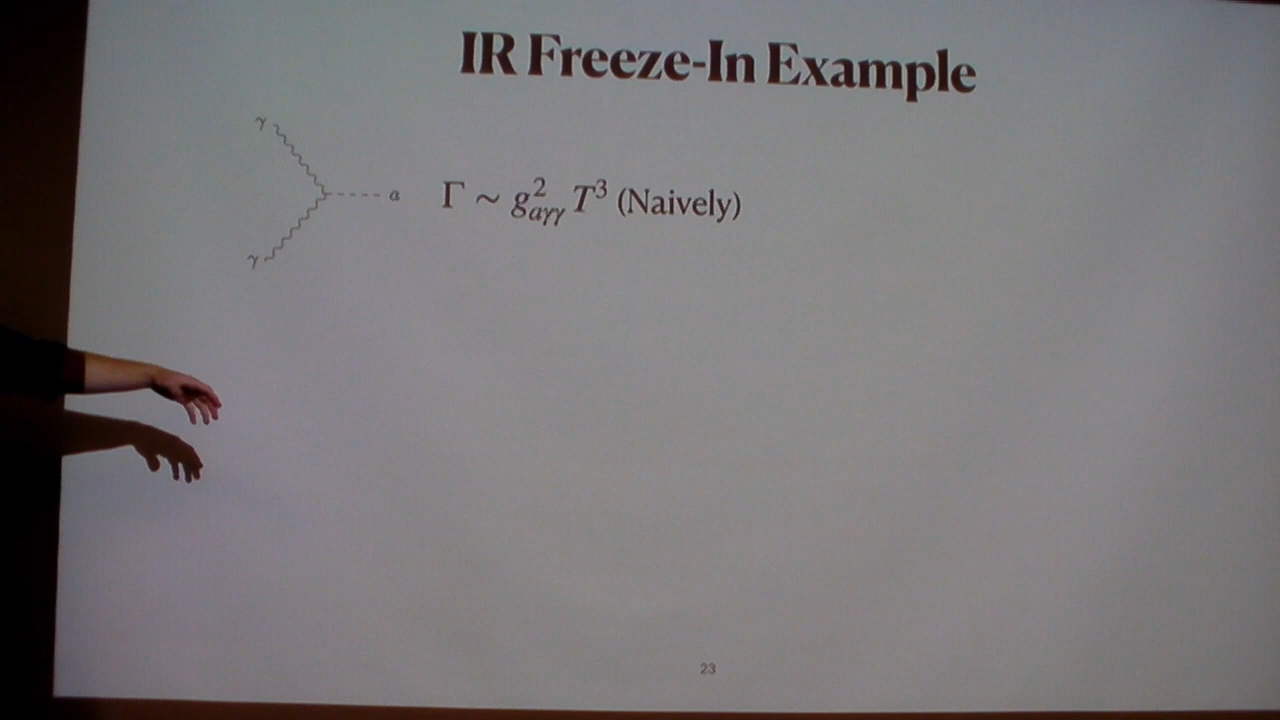 IR Freeze-In Example
γ
a
Γ ~ g²_{aγγ} T³ (Naively)
γ
23